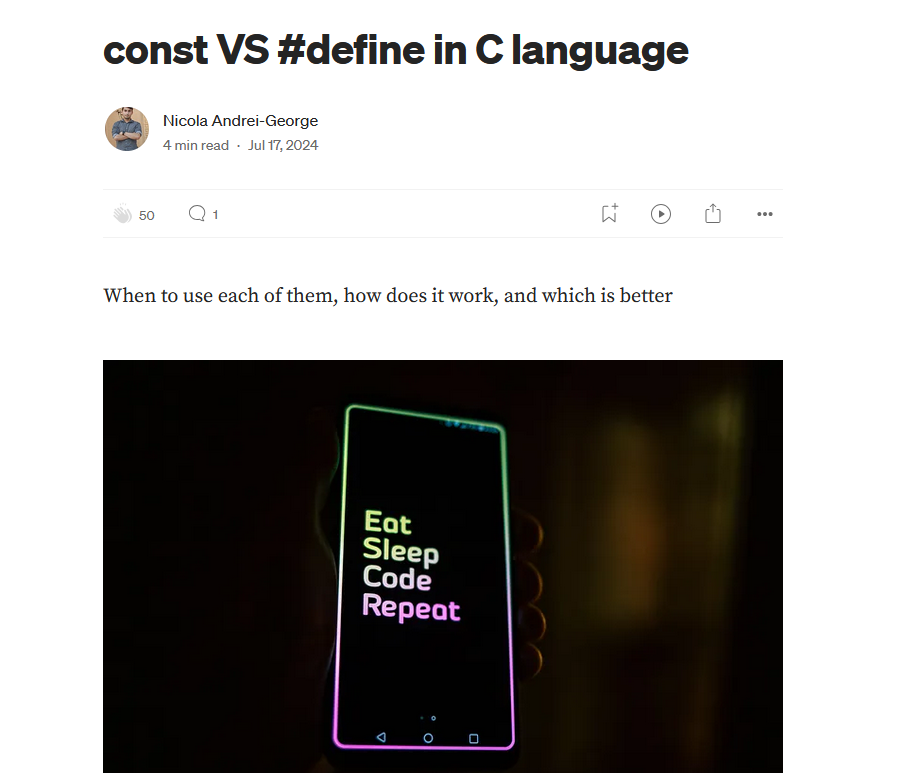 const VS #define in C language
Nicola Andrei-George
4 min read · Jul 17, 2024
50
1
When to use each of them, how does it work, and which is better
Eat
Sleep
Code
Repeat